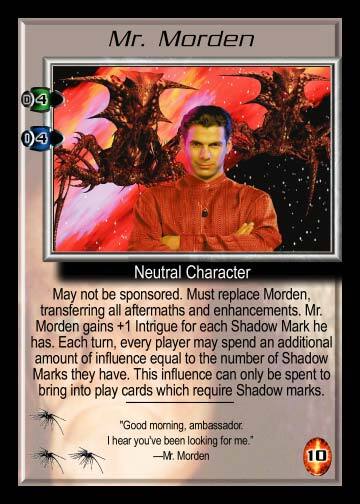 Mr. Morden
D 4
I 4
Neutral Character
May not be sponsored. Must replace Morden,
transferring all aftermaths and enhancements. Mr.
Morden gains +1 Intrigue for each Shadow Mark he
has. Each turn, every player may spend an additional
amount of influence equal to the number of Shadow
Marks they have. This influence can only be spent to
bring into play cards which require Shadow marks.
"Good morning, ambassador.
I hear you've been looking for me."
—Mr. Morden
10